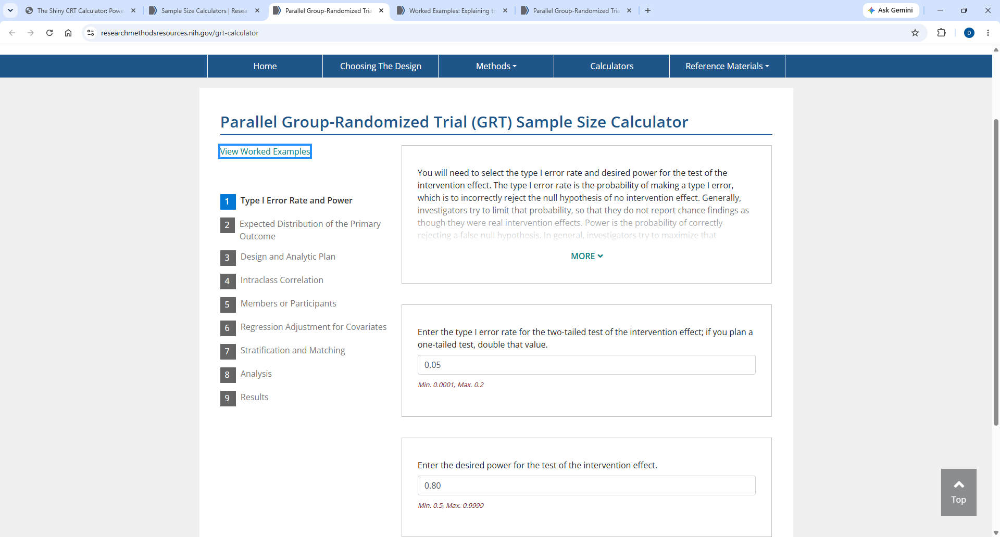 The Shiny CRT Calculator: Powe
Sample Size Calculators | Resea
Parallel Group-Randomized Tria
Worked Examples: Explaining th
Parallel Group-Randomized Tria
Ask Gemini
researchmethodsresources.nih.gov/grt-calculator
D
Home
Choosing The Design
Methods
Calculators
Reference Materials
Parallel Group-Randomized Trial (GRT) Sample Size Calculator
View Worked Examples
1 Type I Error Rate and Power
2 Expected Distribution of the Primary
Outcome
3 Design and Analytic Plan
4 Intraclass Correlation
5 Members or Participants
6 Regression Adjustment for Covariates
7 Stratification and Matching
8 Analysis
9 Results
You will need to select the type I error rate and desired power for the test of the
intervention effect. The type I error rate is the probability of making a type I error,
which is to incorrectly reject the null hypothesis of no intervention effect. Generally,
investigators try to limit that probability, so that they do not report chance findings as
though they were real intervention effects. Power is the probability of correctly
rejecting a false null hypothesis. In general, investigators try to maximize that
MORE
Enter the type I error rate for the two-tailed test of the intervention effect; if you plan a
one-tailed test, double that value.
0.05
Min. 0.0001, Max. 0.2
Enter the desired power for the test of the intervention effect.
0.80
Min. 0.5, Max. 0.9999
Top